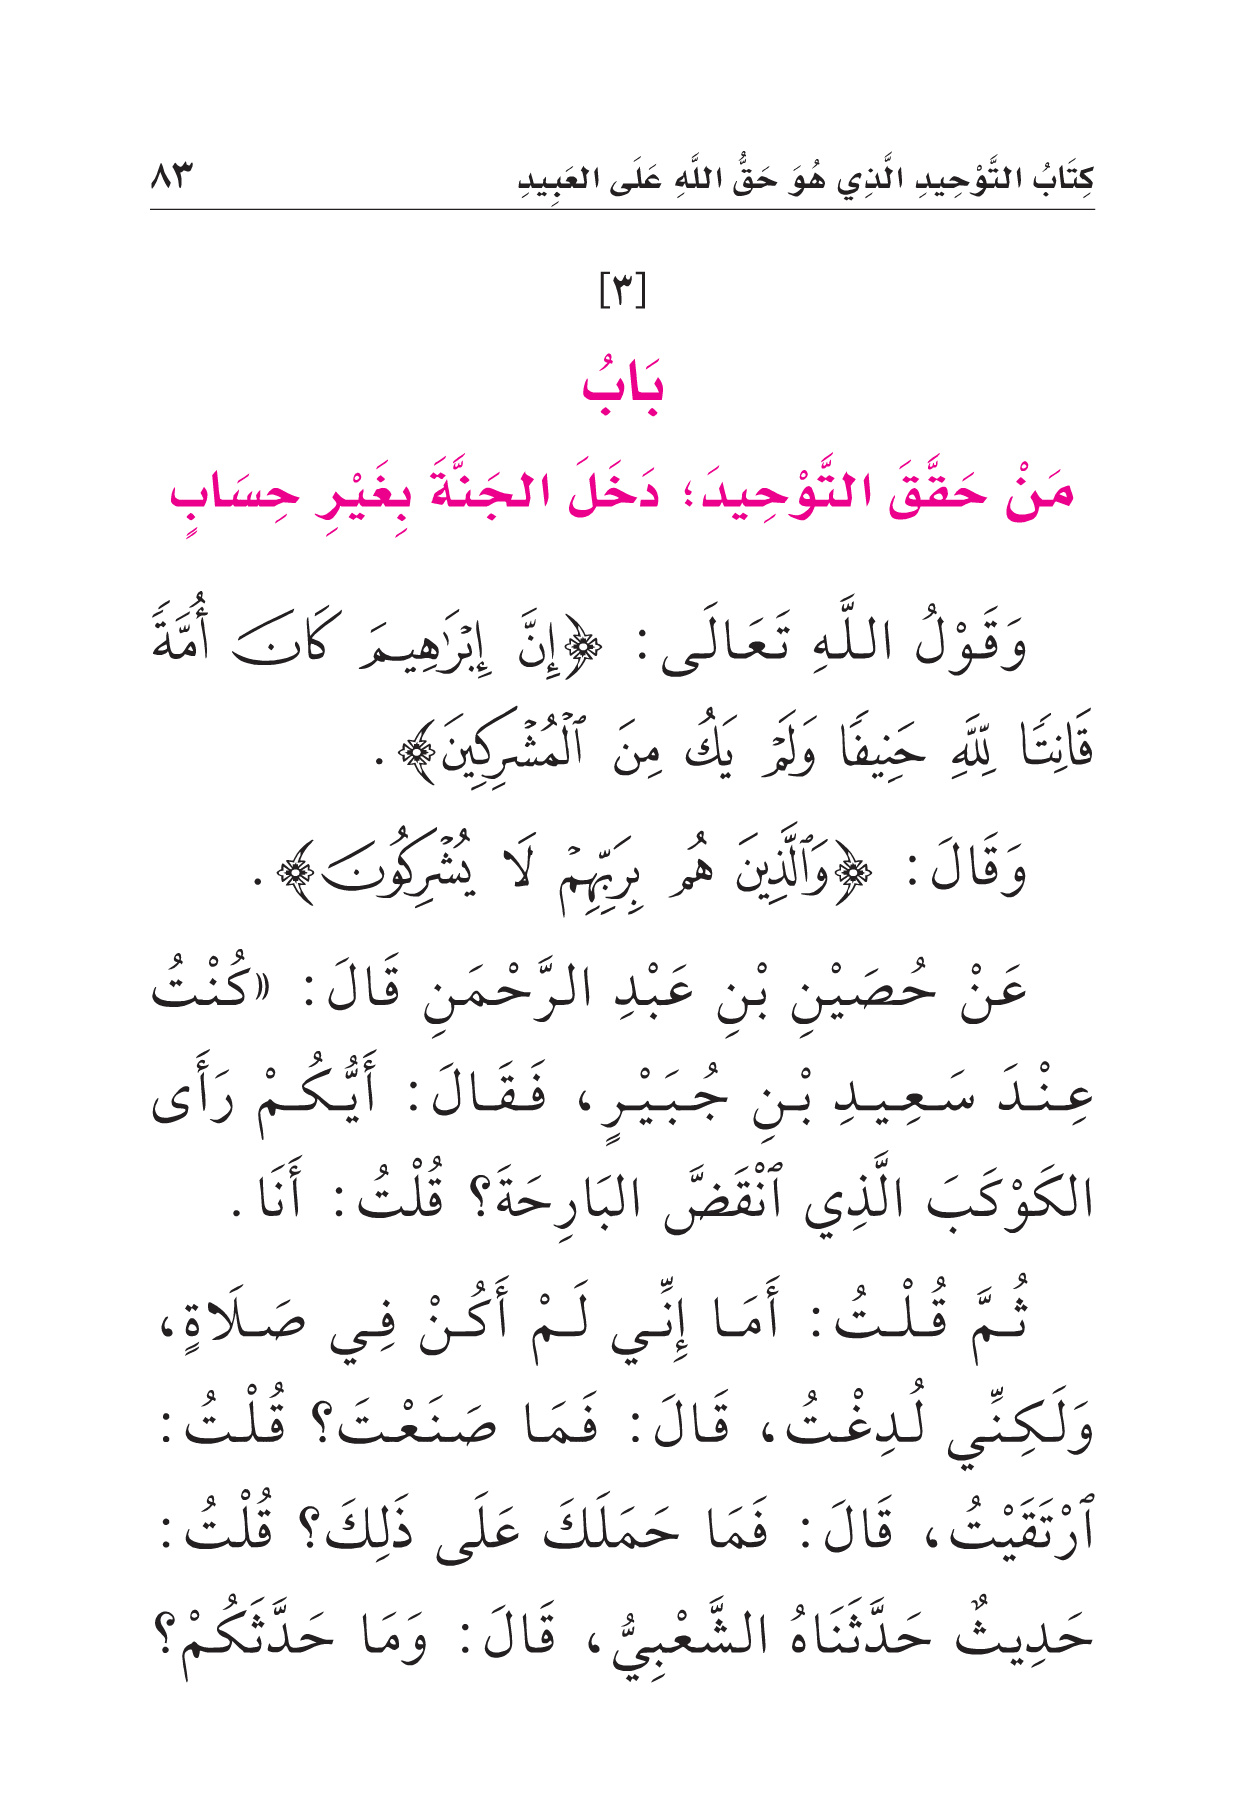 كِتَابُ التَّوْحِيدِ الَّذِي هُوَ حَقُّ اللَّهِ عَلَى العَبِيدِ ٨٣
[٣]
بَابُ
مَنْ حَقَّقَ التَّوْحِيدَ؛ دَخَلَ الجَنَّةَ بِغَيْرِ حِسَابٍ
وَقَوْلُ اللَّهِ تَعَالَى: ﴿إِنَّ إِبْرَٰهِيمَ كَانَ أُمَّةً
قَانِتًا لِلَّهِ حَنِيفًا وَلَمْ يَكُ مِنَ ٱلْمُشْرِكِينَ﴾.
وَقَالَ: ﴿وَٱلَّذِينَ هُم بِرَبِّهِمْ لَا يُشْرِكُونَ﴾.
عَنْ حُصَيْنِ بْنِ عَبْدِ الرَّحْمَنِ قَالَ: «كُنْتُ
عِنْدَ سَعِيدِ بْنِ جُبَيْرٍ، فَقَالَ: أَيُّكُمْ رَأَى
الكَوْكَبَ الَّذِي ٱنْقَضَّ البَارِحَةَ؟ قُلْتُ: أَنَا.
ثُمَّ قُلْتُ: أَمَا إِنِّي لَمْ أَكُنْ فِي صَلَاةٍ،
وَلَكِنِّي لُدِغْتُ، قَالَ: فَمَا صَنَعْتَ؟ قُلْتُ:
ٱرْتَقَيْتُ، قَالَ: فَمَا حَمَلَكَ عَلَى ذَلِكَ؟ قُلْتُ:
حَدِيثٌ حَدَّثَنَاهُ الشَّعْبِيُّ، قَالَ: وَمَا حَدَّثَكُمْ؟